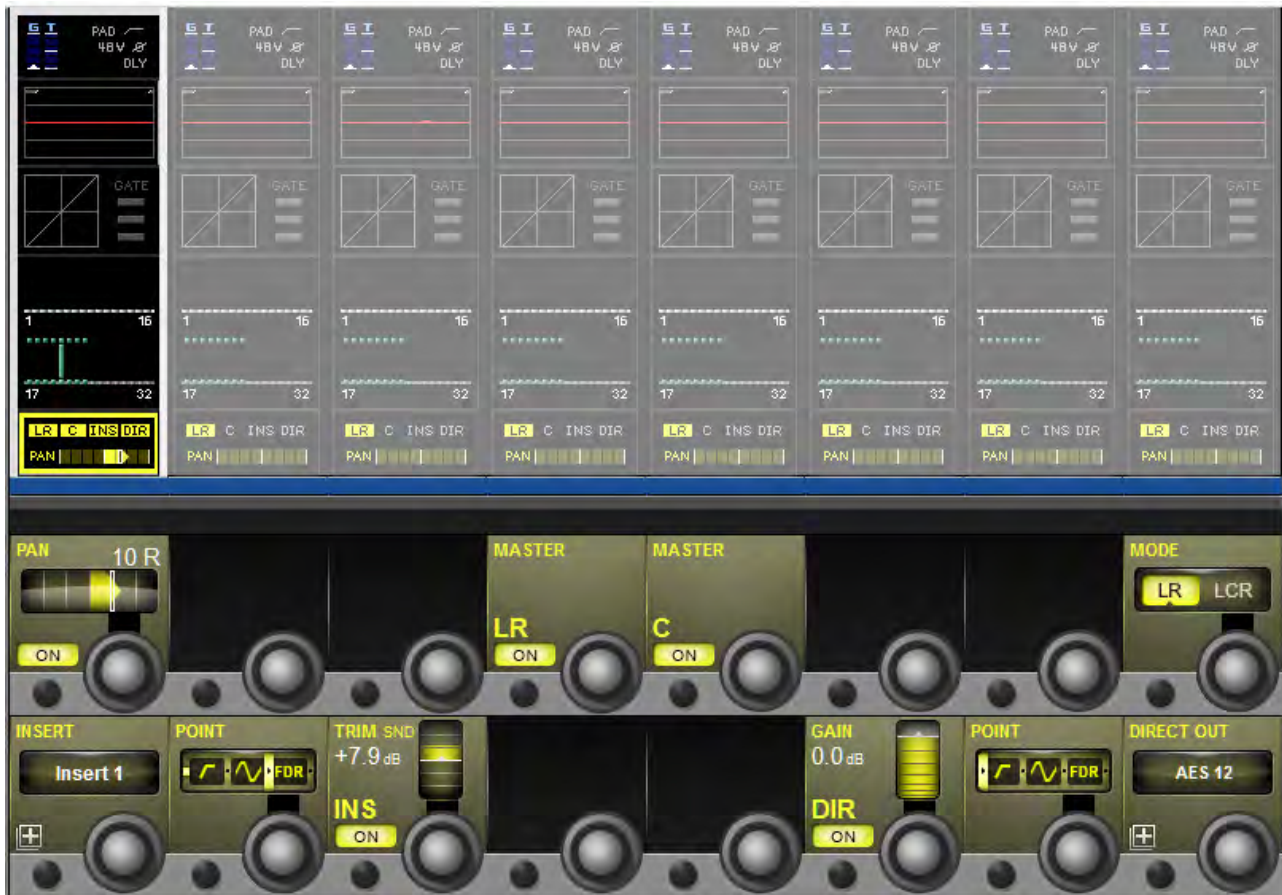 G T PAD G T PAD G T PAD G T PAD G T PAD G T PAD G T PAD G T PAD
48V 48V 48V 48V 48V 48V 48V 48V
DLY DLY DLY DLY DLY DLY DLY DLY
GATE GATE GATE GATE GATE GATE GATE GATE
1 16 1 16 1 16 1 16 1 16 1 16 1 16 1 16
17 32 17 32 17 32 17 32 17 32 17 32 17 32 17 32
LR C INS DIR LR C INS DIR LR C INS DIR LR C INS DIR LR C INS DIR LR C INS DIR LR C INS DIR LR C INS DIR
PAN PAN PAN PAN PAN PAN PAN PAN
PAN 10 R MASTER MASTER MODE
LR LCR
LR C
ON ON ON
INSERT POINT TRIM SND GAIN POINT DIRECT OUT
+7.9 dB 0.0 dB
Insert 1 FDR FDR AES 12
INS DIR
ON ON